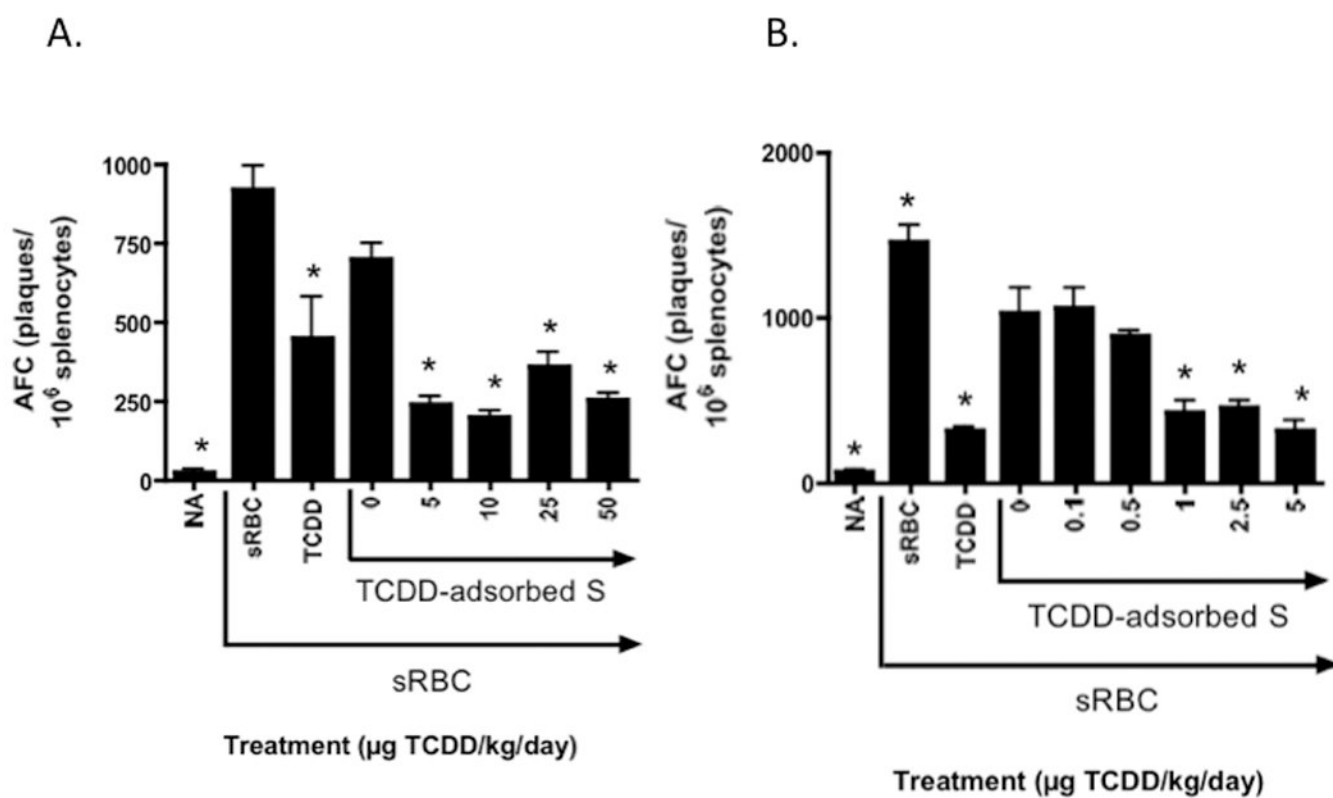 A.
AFC (plaques/
10⁶ splenocytes)
1000
750
500
250
0
*
*
*
*
*
*
NA
sRBC
TCDD
0
5
10
25
50
TCDD-adsorbed S
sRBC
Treatment (µg TCDD/kg/day)
B.
AFC (plaques/
10⁶ splenocytes)
2000
1000
0
*
*
*
*
*
*
NA
sRBC
TCDD
0
0.1
0.5
1
2.5
5
TCDD-adsorbed S
sRBC
Treatment (µg TCDD/kg/day)